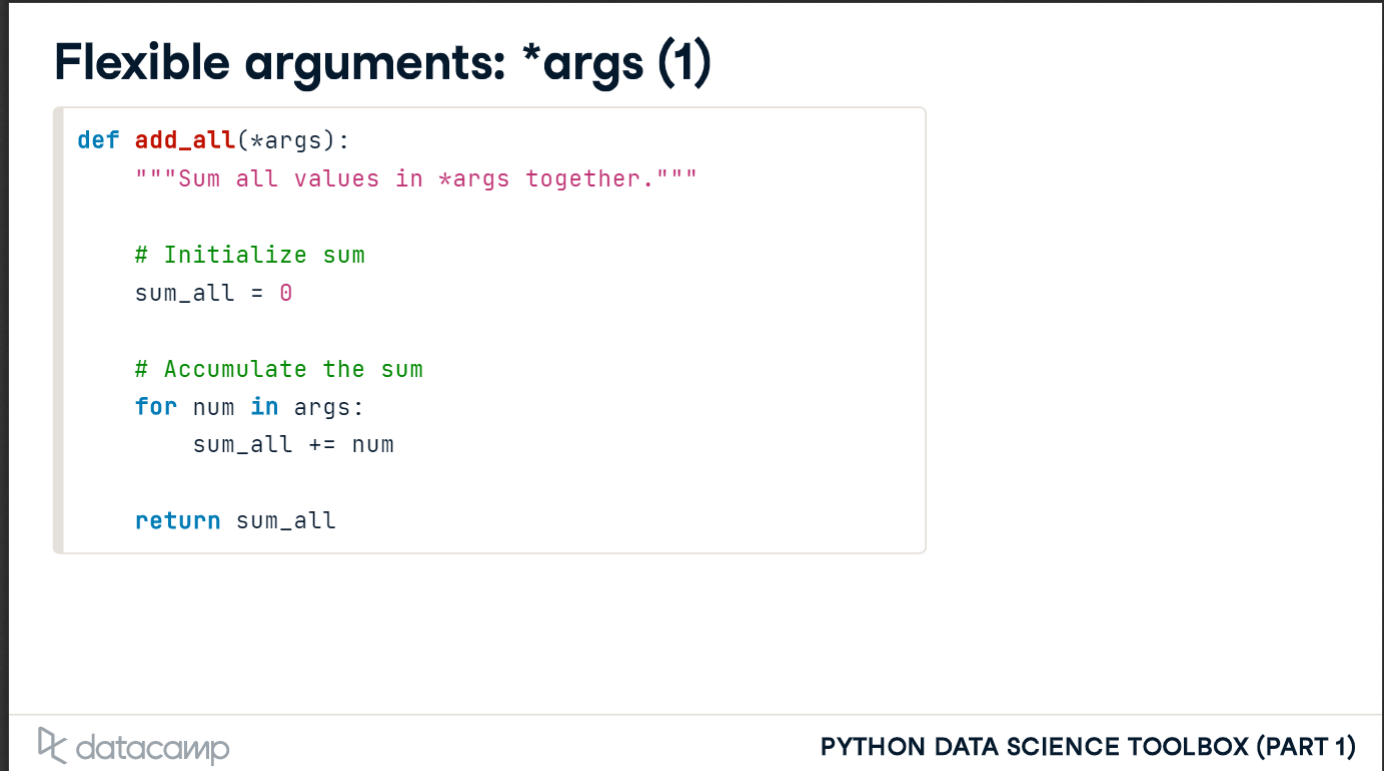 Flexible arguments: *args (1)
def add_all(*args):
    """Sum all values in *args together."""
    # Initialize sum
    sum_all = 0
    # Accumulate the sum
    for num in args:
        sum_all += num
    return sum_all
datacamp
PYTHON DATA SCIENCE TOOLBOX (PART 1)